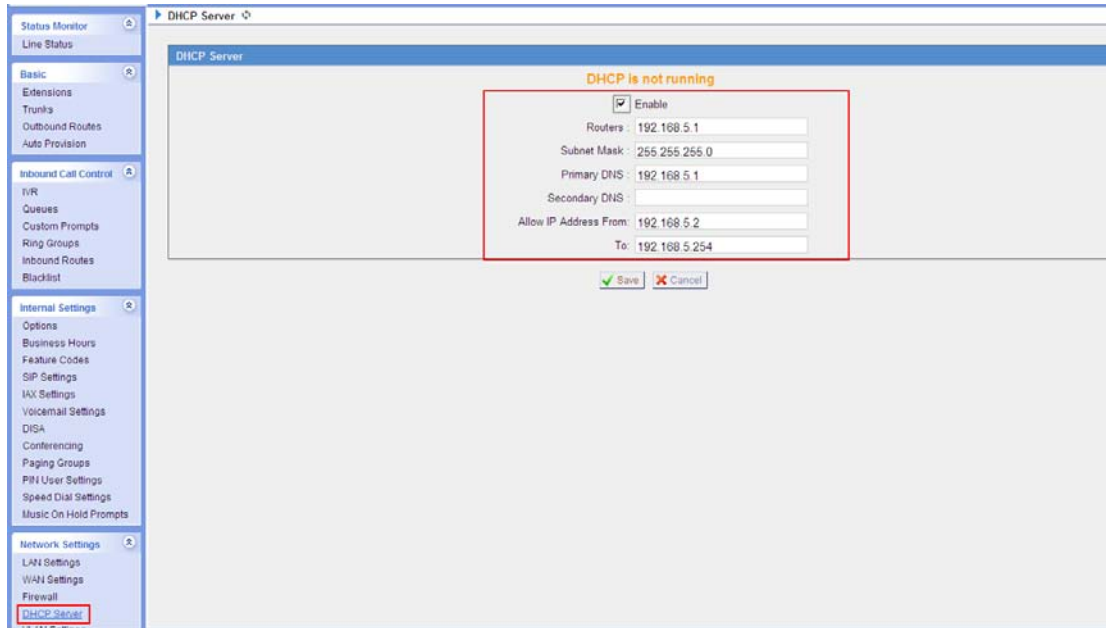 Status Monitor
Line Status
Basic
Extensions
Trunks
Outbound Routes
Auto Provision
Inbound Call Control
IVR
Queues
Custom Prompts
Ring Groups
Inbound Routes
Blacklist
Internal Settings
Options
Business Hours
Feature Codes
SIP Settings
IAX Settings
Voicemail Settings
DISA
Conferencing
Paging Groups
PIN User Settings
Speed Dial Settings
Music On Hold Prompts
Network Settings
LAN Settings
WAN Settings
Firewall
DHCP Server
DHCP Server
DHCP Server
DHCP is not running
Enable
Routers : 192.168.5.1
Subnet Mask : 255.255.255.0
Primary DNS : 192.168.5.1
Secondary DNS :
Allow IP Address From: 192.168.5.2
To: 192.168.5.254
Save Cancel